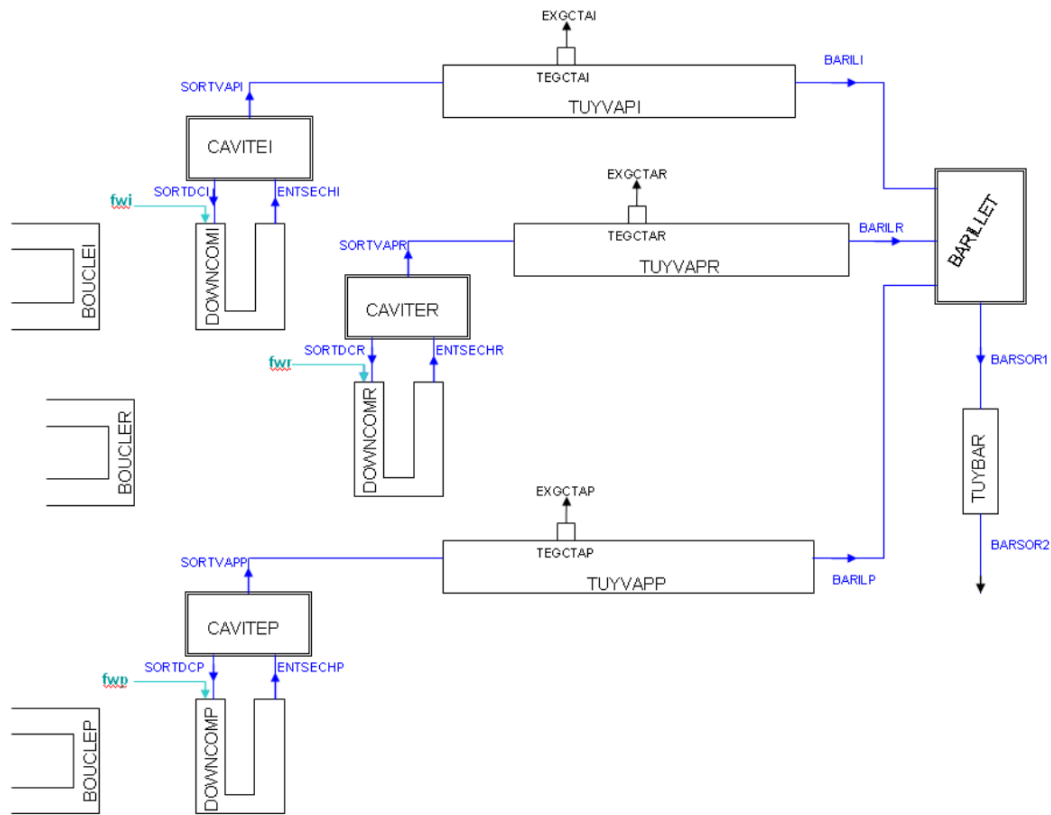 EXGCTAI
TEGCTAI
TUYVAPI
BARILI
SORTVAPI
CAVITEI
SORTDCI
ENTSECHI
fwi
DOWNCOMI
BOUCLEI
EXGCTAR
TEGCTAR
TUYVAPR
BARILR
BARILLET
SORTVAPR
CAVITER
SORTDCR
ENTSECHR
fwr
DOWNCOMR
BOUCLER
BARSOR1
TUYBAR
BARSOR2
EXGCTAP
TEGCTAP
TUYVAPP
BARILP
SORTVAPP
CAVITEP
SORTDCP
ENTSECHP
fwp
DOWNCOMP
BOUCLEP